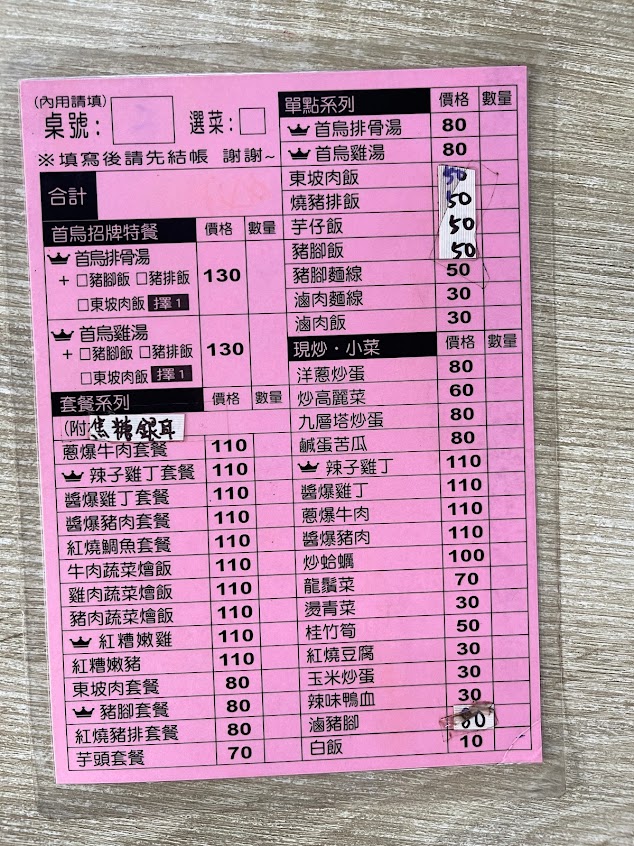 (內用請填)
桌號：
選菜：
※填寫後請先結帳 謝謝~
合計
首烏招牌特餐 價格 數量
首烏排骨湯
+ □豬腳飯 □豬排飯 130
□東坡肉飯 擇1
首烏雞湯
+ □豬腳飯 □豬排飯 130
□東坡肉飯 擇1
套餐系列 價格 數量
(附焦糖銀耳
蔥爆牛肉套餐 110
辣子雞丁套餐 110
醬爆雞丁套餐 110
醬爆豬肉套餐 110
紅燒鯛魚套餐 110
牛肉蔬菜燴飯 110
雞肉蔬菜燴飯 110
豬肉蔬菜燴飯 110
紅糟嫩雞 110
紅糟嫩豬 110
東坡肉套餐 80
豬腳套餐 80
紅燒豬排套餐 80
芋頭套餐 70
單點系列 價格 數量
首烏排骨湯 80
首烏雞湯 80
東坡肉飯 50
燒豬排飯 50
芋仔飯 50
豬腳飯 50
豬腳麵線 50
滷肉麵線 30
滷肉飯 30
現炒・小菜 價格 數量
洋蔥炒蛋 80
炒高麗菜 60
九層塔炒蛋 80
鹹蛋苦瓜 80
辣子雞丁 110
醬爆雞丁 110
蔥爆牛肉 110
醬爆豬肉 110
炒蛤蠣 100
龍鬚菜 70
燙青菜 30
桂竹筍 50
紅燒豆腐 30
玉米炒蛋 30
辣味鴨血 30
滷豬腳 80
白飯 10